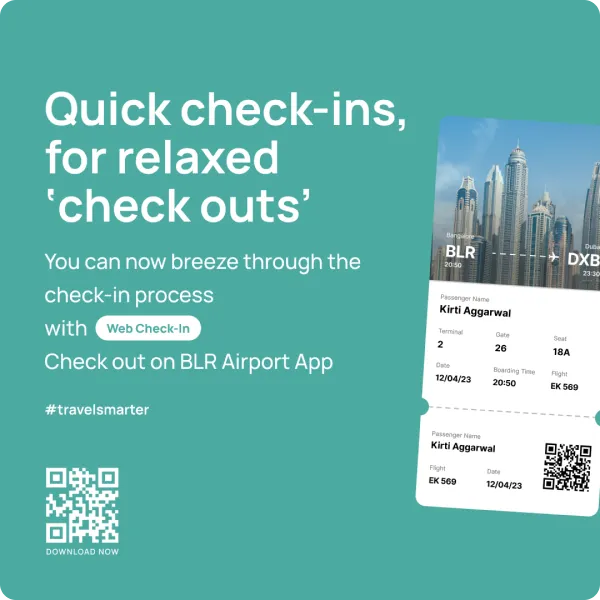 Quick check-ins,
for relaxed
‘check outs’
You can now breeze through the
check-in process
with Web Check-In
Check out on BLR Airport App
#travelsmarter
DOWNLOAD NOW
Bangalore Dubai
BLR DXB
20:50 23:30
Passenger Name
Kirti Aggarwal
Terminal Gate Seat
2 26 18A
Date Boarding Time Flight
12/04/23 20:50 EK 569
Passenger Name
Kirti Aggarwal
Flight Date
EK 569 12/04/23